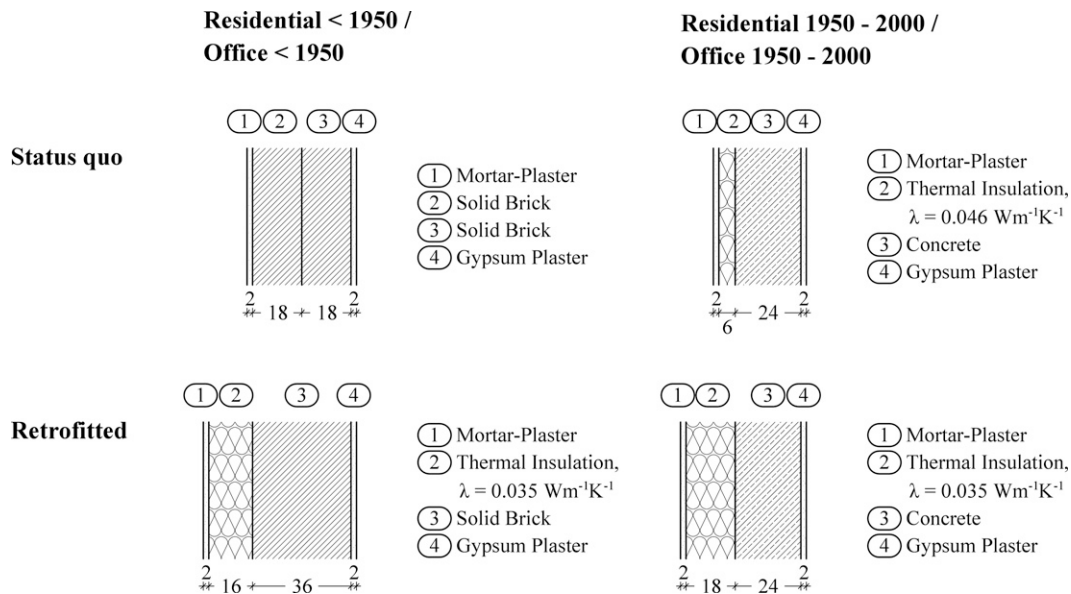 Residential < 1950 /
Office < 1950
Residential 1950 - 2000 /
Office 1950 - 2000
Status quo
1 2 3 4
1 Mortar-Plaster
2 Solid Brick
3 Solid Brick
4 Gypsum Plaster
2 18 18 2
1 2 3 4
1 Mortar-Plaster
2 Thermal Insulation,
λ = 0.046 Wm⁻¹K⁻¹
3 Concrete
4 Gypsum Plaster
2 6 24 2
Retrofitted
1 2 3 4
1 Mortar-Plaster
2 Thermal Insulation,
λ = 0.035 Wm⁻¹K⁻¹
3 Solid Brick
4 Gypsum Plaster
2 16 36 2
1 2 3 4
1 Mortar-Plaster
2 Thermal Insulation,
λ = 0.035 Wm⁻¹K⁻¹
3 Concrete
4 Gypsum Plaster
2 18 24 2